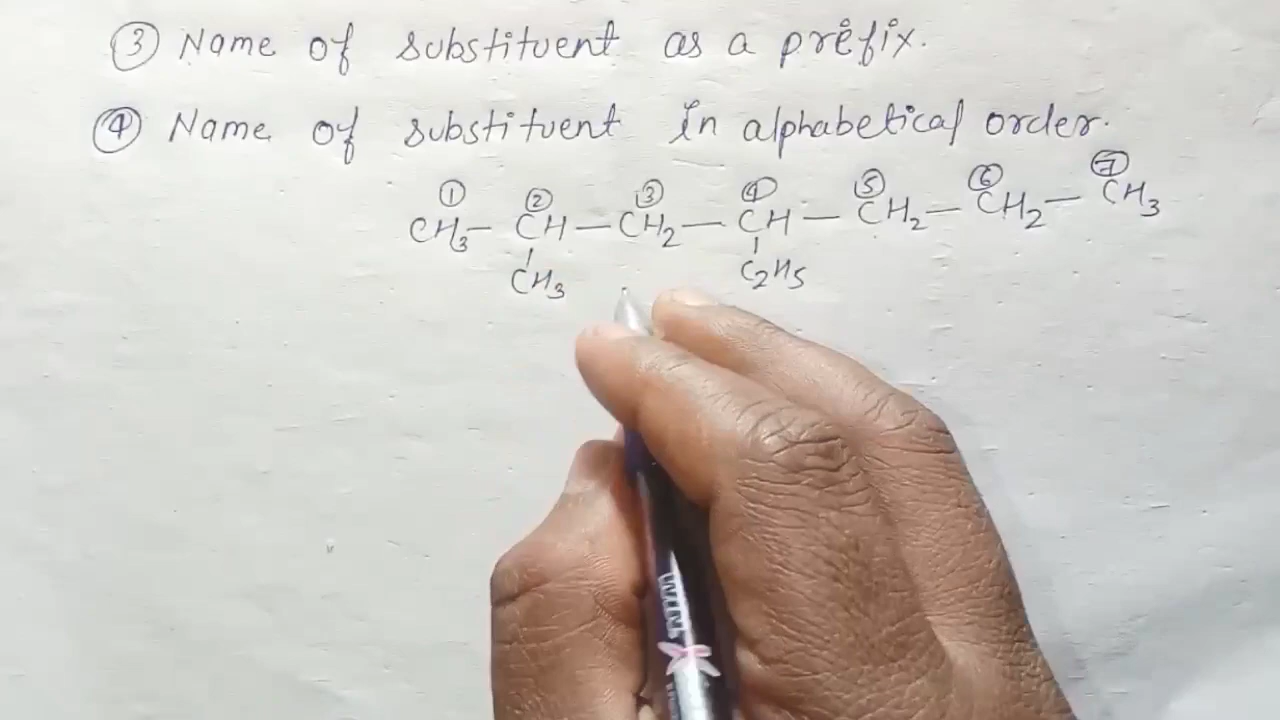 ③ Name of substituent as a prefix.
④ Name of substituent in alphabetical order.
① ② ③ ④ ⑤ ⑥ ⑦
CH3 — CH — CH2 — CH — CH2 — CH2 — CH3
CH3 C2H5
WIN